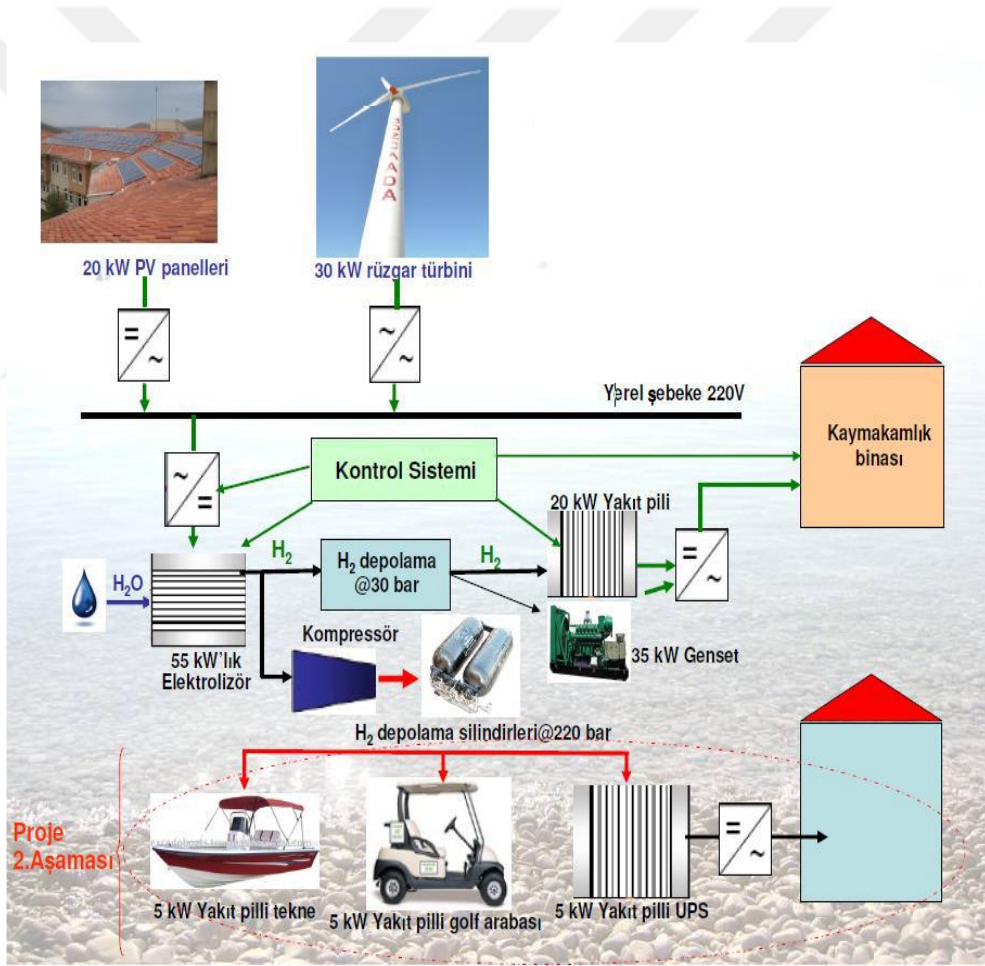 BOZCAADA
20 kW PV panelleri
30 kW rüzgar türbini
=
~
~
~
Yerel şebeke 220V
Kaymakamlık
binası
Kontrol Sistemi
~
=
20 kW Yakıt pili
H₂
H₂ depolama
@30 bar
H₂
=
~
H₂O
Kompressör
35 kW Genset
55 kW’lık
Elektrolizör
H₂ depolama silindirleri@220 bar
Proje
2.Aşaması
=
~
5 kW Yakıt pilli tekne
5 kW Yakıt pilli golf arabası
5 kW Yakıt pilli UPS